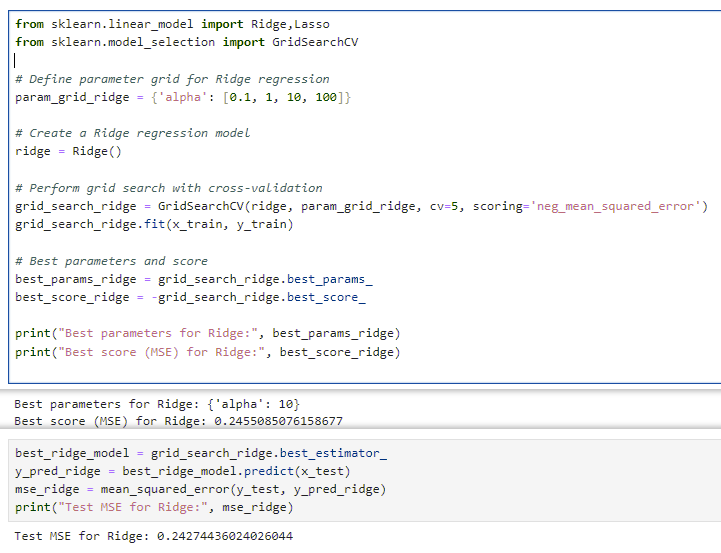 from sklearn.linear_model import Ridge,Lasso
from sklearn.model_selection import GridSearchCV
# Define parameter grid for Ridge regression
param_grid_ridge = {'alpha': [0.1, 1, 10, 100]}
# Create a Ridge regression model
ridge = Ridge()
# Perform grid search with cross-validation
grid_search_ridge = GridSearchCV(ridge, param_grid_ridge, cv=5, scoring='neg_mean_squared_error')
grid_search_ridge.fit(x_train, y_train)
# Best parameters and score
best_params_ridge = grid_search_ridge.best_params_
best_score_ridge = -grid_search_ridge.best_score_
print("Best parameters for Ridge:", best_params_ridge)
print("Best score (MSE) for Ridge:", best_score_ridge)
Best parameters for Ridge: {'alpha': 10}
Best score (MSE) for Ridge: 0.2455085076158677
best_ridge_model = grid_search_ridge.best_estimator_
y_pred_ridge = best_ridge_model.predict(x_test)
mse_ridge = mean_squared_error(y_test, y_pred_ridge)
print("Test MSE for Ridge:", mse_ridge)
Test MSE for Ridge: 0.24274436024026044